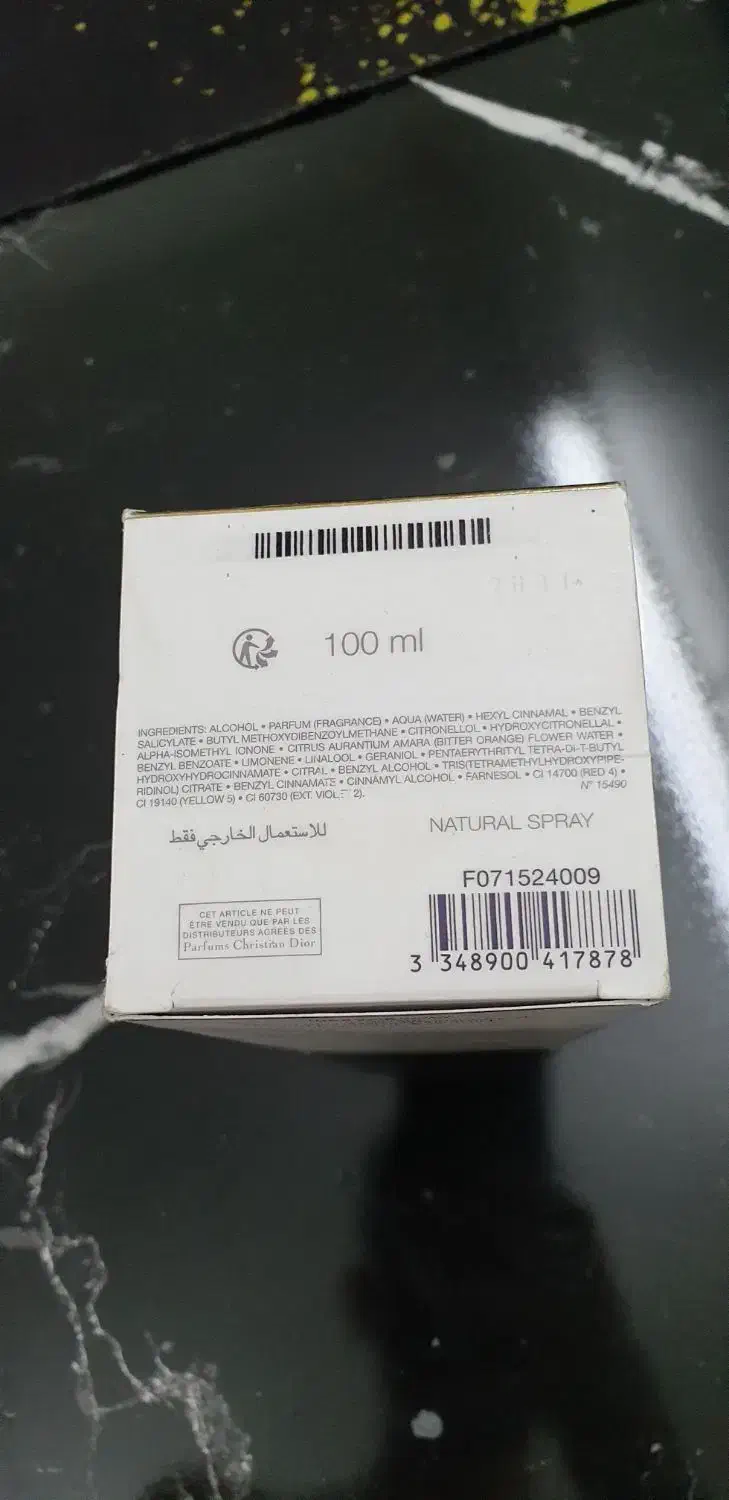 100 ml
INGREDIENTS: ALCOHOL • PARFUM (FRAGRANCE) • AQUA (WATER) • HEXYL CINNAMAL • BENZYL
SALICYLATE • BUTYL METHOXYDIBENZOYLMETHANE • CITRONELLOL • HYDROXYCITRONELLAL •
ALPHA-ISOMETHYL IONONE • CITRUS AURANTIUM AMARA (BITTER ORANGE) FLOWER WATER •
BENZYL BENZOATE • LIMONENE • LINALOOL • GERANIOL • PENTAERYTHRITYL TETRA-DI-T-BUTYL
HYDROXYHYDROCINNAMATE • CITRAL • BENZYL ALCOHOL • TRIS(TETRAMETHYLHYDROXYPIPE-
RIDINOL) CITRATE • BENZYL CINNAMATE • CINNAMYL ALCOHOL • FARNESOL • CI 14700 (RED 4) •
CI 19140 (YELLOW 5) • CI 60730 (EXT. VIOLET 2).
N° 15490
للاستعمال الخارجي فقط
NATURAL SPRAY
CET ARTICLE NE PEUT
ÊTRE VENDU QUE PAR LES
DISTRIBUTEURS AGRÉÉS DES
Parfums Christian Dior
F071524009
3 348900 417878